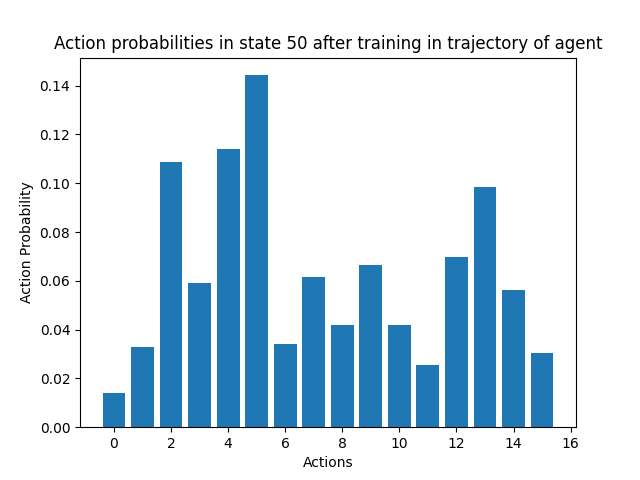 Action probabilities in state 50 after training in trajectory of agent
0.14
0.12
0.10
0.08
0.06
0.04
0.02
0.00
Action Probability
0 2 4 6 8 10 12 14 16
Actions